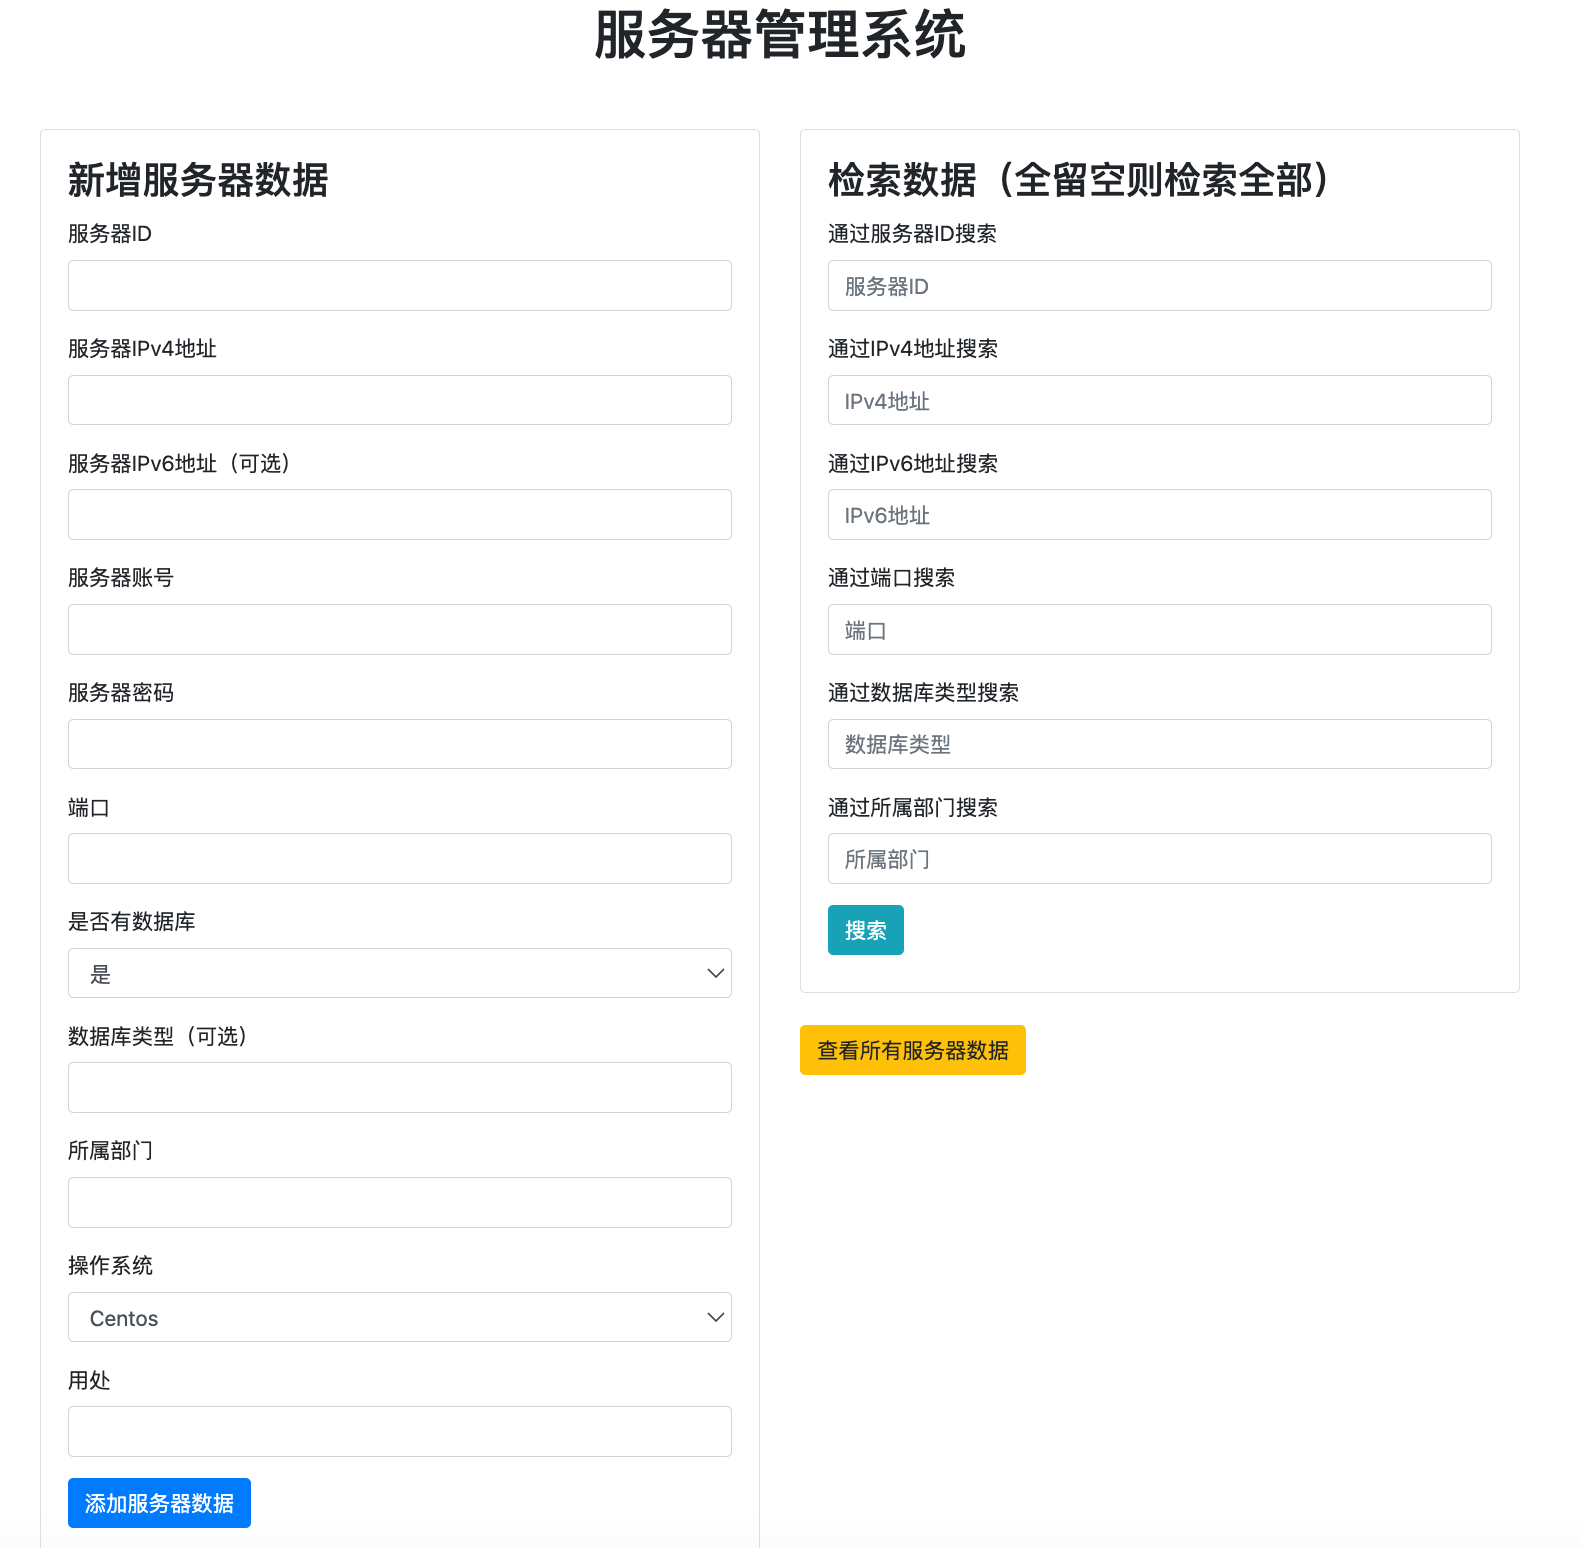 服务器管理系统
新增服务器数据
服务器ID
服务器IPv4地址
服务器IPv6地址（可选）
服务器账号
服务器密码
端口
是否有数据库
是
数据库类型（可选）
所属部门
操作系统
Centos
用处
添加服务器数据
检索数据（全留空则检索全部）
通过服务器ID搜索
服务器ID
通过IPv4地址搜索
IPv4地址
通过IPv6地址搜索
IPv6地址
通过端口搜索
端口
通过数据库类型搜索
数据库类型
通过所属部门搜索
所属部门
搜索
查看所有服务器数据